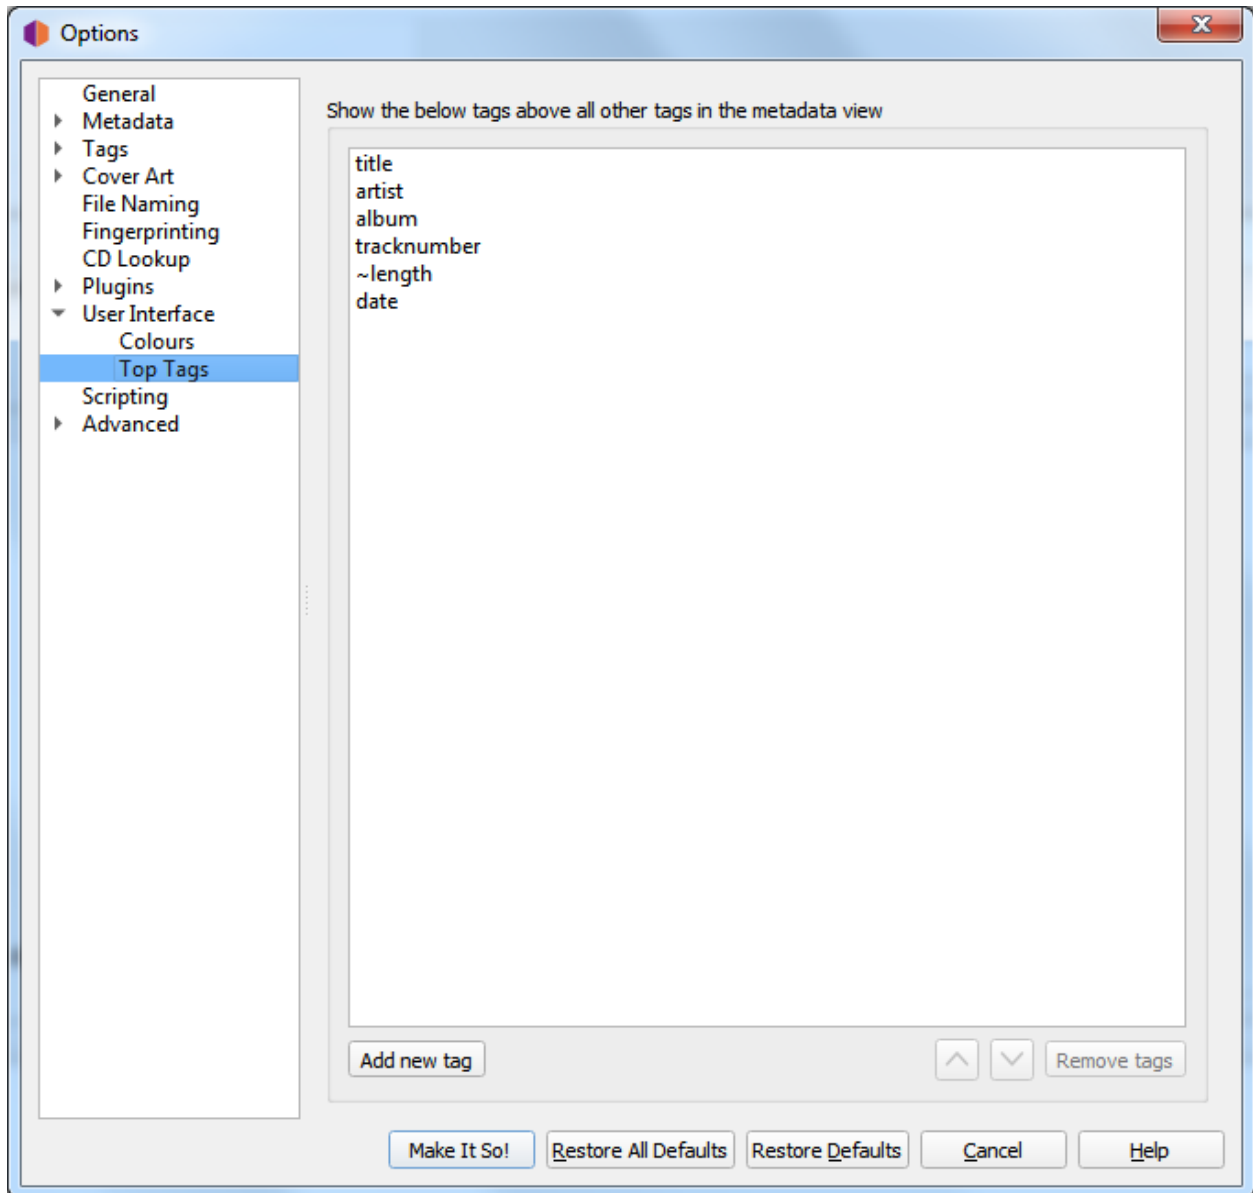 Options
General
Metadata
Tags
Cover Art
File Naming
Fingerprinting
CD Lookup
Plugins
User Interface
Colours
Top Tags
Scripting
Advanced
Show the below tags above all other tags in the metadata view
title
artist
album
tracknumber
~length
date
Add new tag
Remove tags
Make It So!
Restore All Defaults
Restore Defaults
Cancel
Help